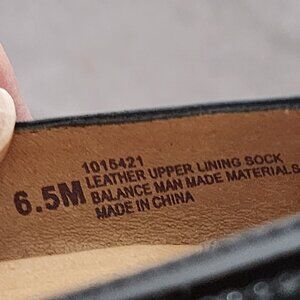 1015421
6.5M LEATHER UPPER LINING SOCK
BALANCE MAN MADE MATERIALS
MADE IN CHINA